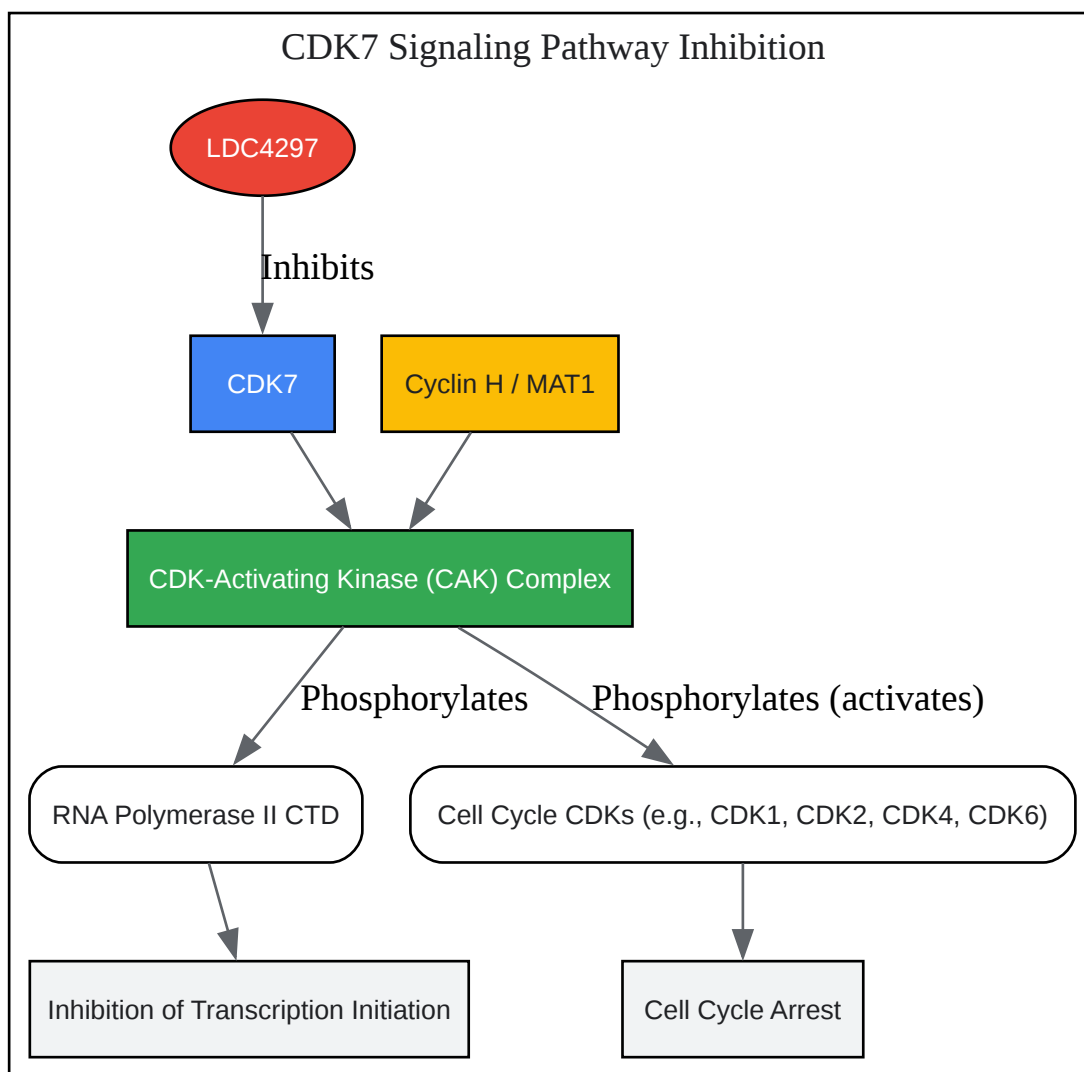 CDK7 Signaling Pathway Inhibition
LDC4297
Inhibits
CDK7
Cyclin H / MAT1
CDK-Activating Kinase (CAK) Complex
Phosphorylates
Phosphorylates (activates)
RNA Polymerase II CTD
Cell Cycle CDKs (e.g., CDK1, CDK2, CDK4, CDK6)
Inhibition of Transcription Initiation
Cell Cycle Arrest